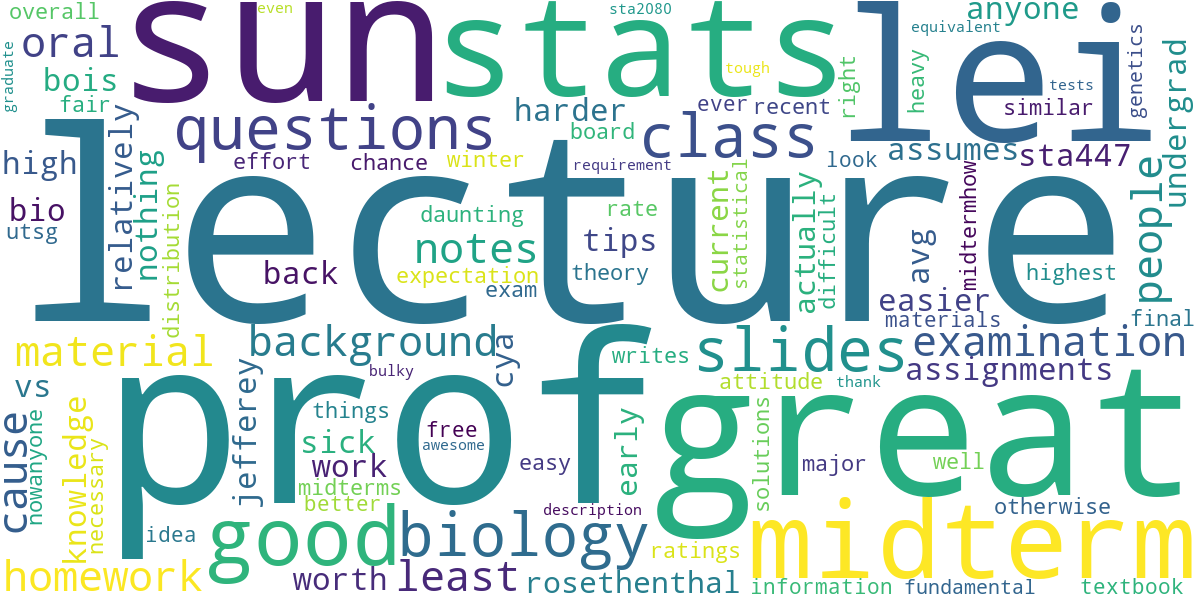 overall
even
sta2080
anyone
oral
sun
stats
lei
equivalent
graduate
bois
fair
tough
tests
right
heavy
similar
genetics
undergrad
questions
harder
ever
recent
class
board
high
relatively
nothing
effort
chance
winter
requirement
look
assumes
sta447
lecture
bio
utsg
distribution
daunting
rate
notes
tips
current
statistical
actually
difficult
avg
midtermhow
people
back
expectation
theory
highest
exam
easier
materials
final
material
background
cya
writes
slides
examination
vs
bulky
attitude
thank
assignments
prof
great
cause
nowanyone
knowledge
necessary
jefferey
things
free
sick
awesome
early
work
easy
solutions
major
well
midterms
better
description
otherwise
idea
good
biology
ratings
midterm
homework
worth
least
rosethenthal
information
fundamental
textbook